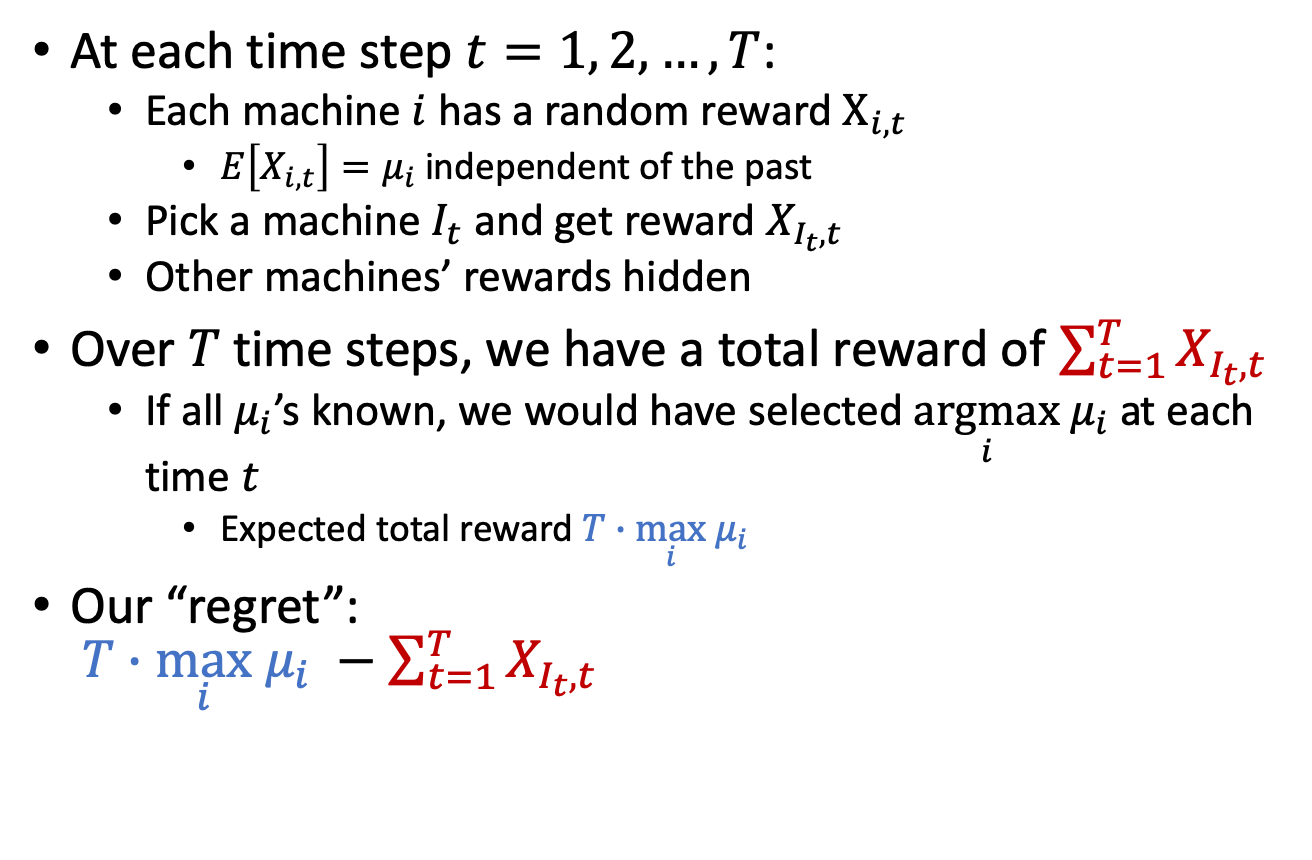 • At each time step 𝑡 = 1, 2, … , 𝑇:
• Each machine 𝑖 has a random reward X_{𝑖,𝑡}
• 𝐸[𝑋_{𝑖,𝑡}] = 𝜇_𝑖 independent of the past
• Pick a machine 𝐼_𝑡 and get reward 𝑋_{𝐼_𝑡,𝑡}
• Other machines’ rewards hidden
• Over 𝑇 time steps, we have a total reward of ∑_{𝑡=1}^{𝑇} 𝑋_{𝐼_𝑡,𝑡}
• If all 𝜇_𝑖’s known, we would have selected argmax_𝑖 𝜇_𝑖 at each
time 𝑡
• Expected total reward 𝑇 · max_𝑖 𝜇_𝑖
• Our “regret”:
𝑇 · max_𝑖 𝜇_𝑖 − ∑_{𝑡=1}^{𝑇} 𝑋_{𝐼_𝑡,𝑡}